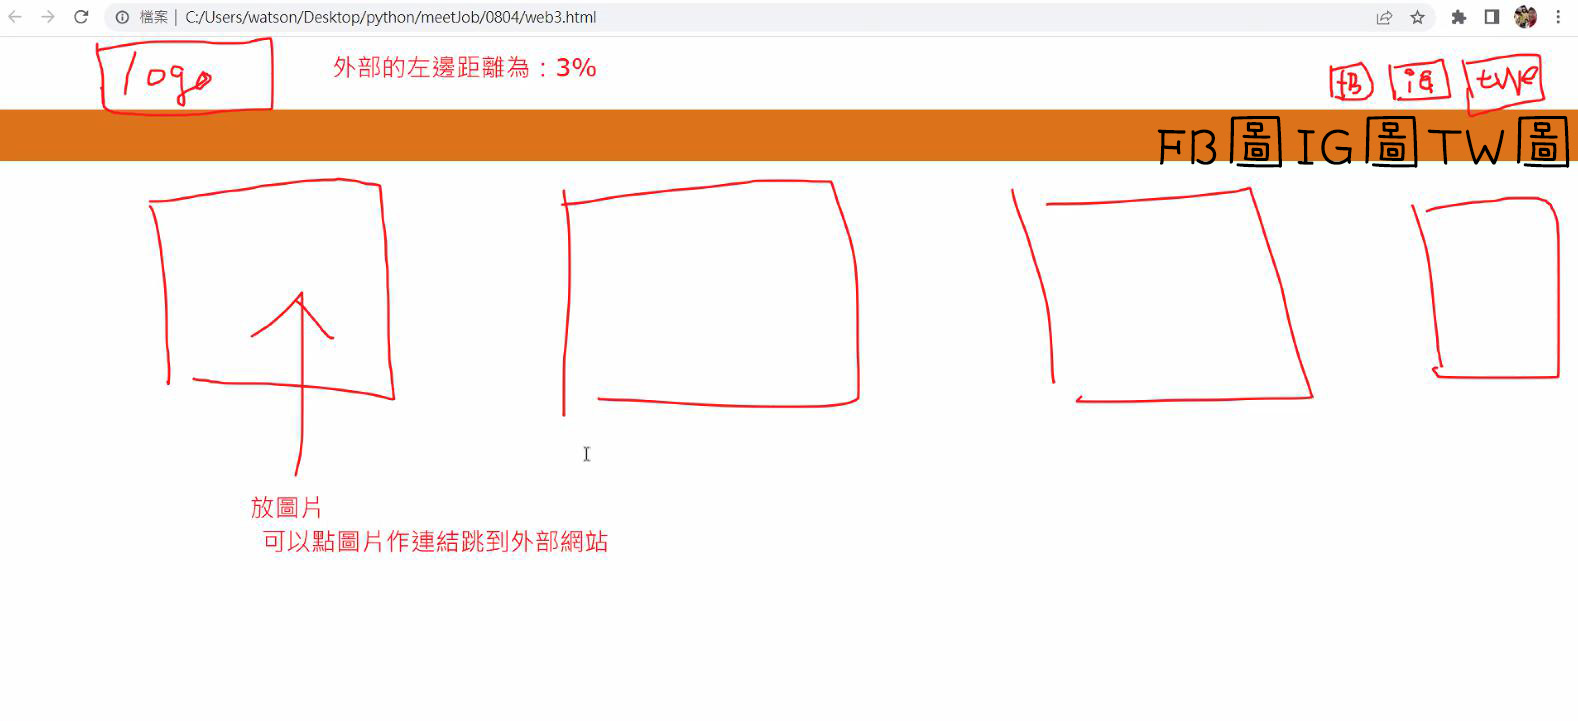 檔案 | C:/Users/watson/Desktop/python/meetJob/0804/web3.html
logo
外部的左邊距離為：3%
FB
iG
FB圖IG圖TW圖
放圖片
可以點圖片作連結跳到外部網站